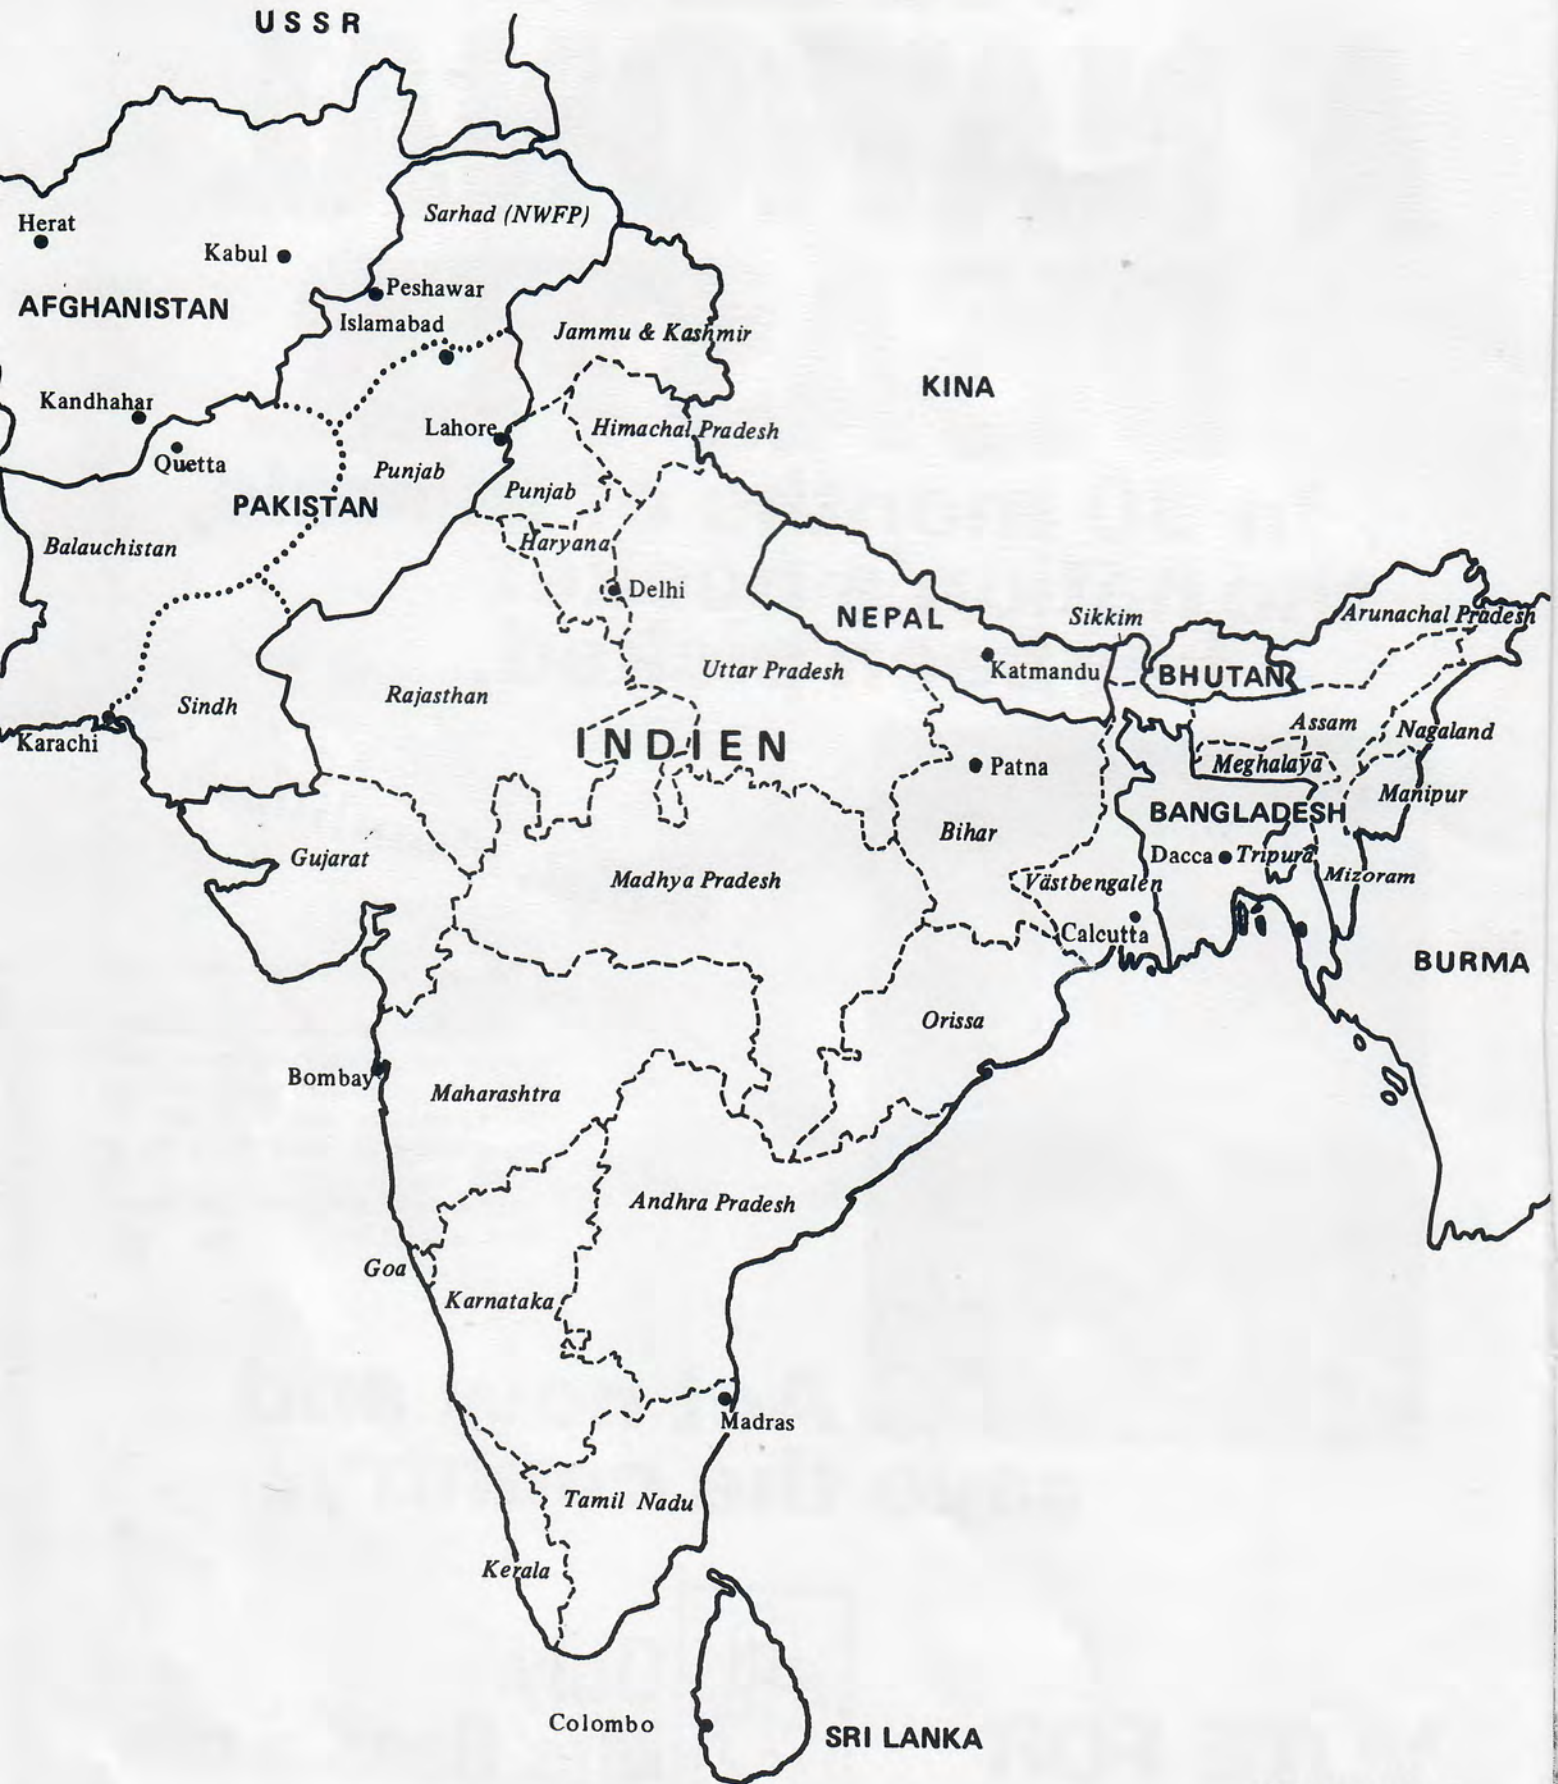 USSR
Sarhad (NWFP)
Herat
Kabul
Peshawar
AFGHANISTAN
Islamabad
Jammu & Kashmir
KINA
Kandhahar
Lahore
Himachal Pradesh
Quetta
Punjab
Punjab
PAKISTAN
Haryana
Balauchistan
Delhi
NEPAL
Sikkim
Arunachal Pradesh
Uttar Pradesh
Katmandu
BHUTAN
Sindh
Rajasthan
Assam
Nagaland
Karachi
INDIEN
Patna
Meghalaya
Manipur
BANGLADESH
Bihar
Gujarat
Dacca
Tripura
Madhya Pradesh
Västbengalen
Mizoram
Calcutta
BURMA
Orissa
Bombay
Maharashtra
Andhra Pradesh
Goa
Karnataka
Madras
Tamil Nadu
Kerala
Colombo
SRI LANKA